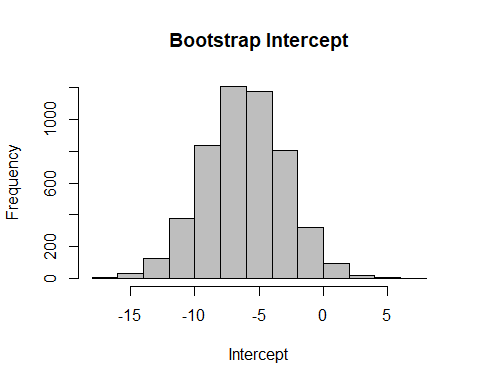 Bootstrap Intercept
Frequency
1000
600
200
0
-15 -10 -5 0 5
Intercept